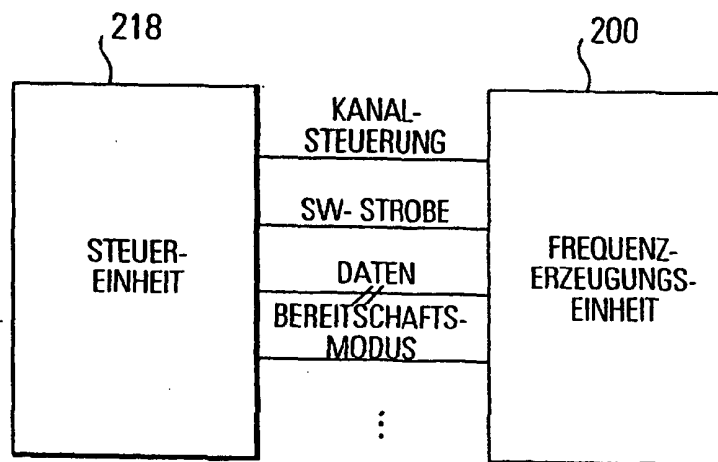 218
200
KANAL-
STEUERUNG
SW- STROBE
STEUER-
EINHEIT
DATEN
FREQUENZ-
ERZEUGUNGS-
EINHEIT
BEREITSCHAFTS-
MODUS